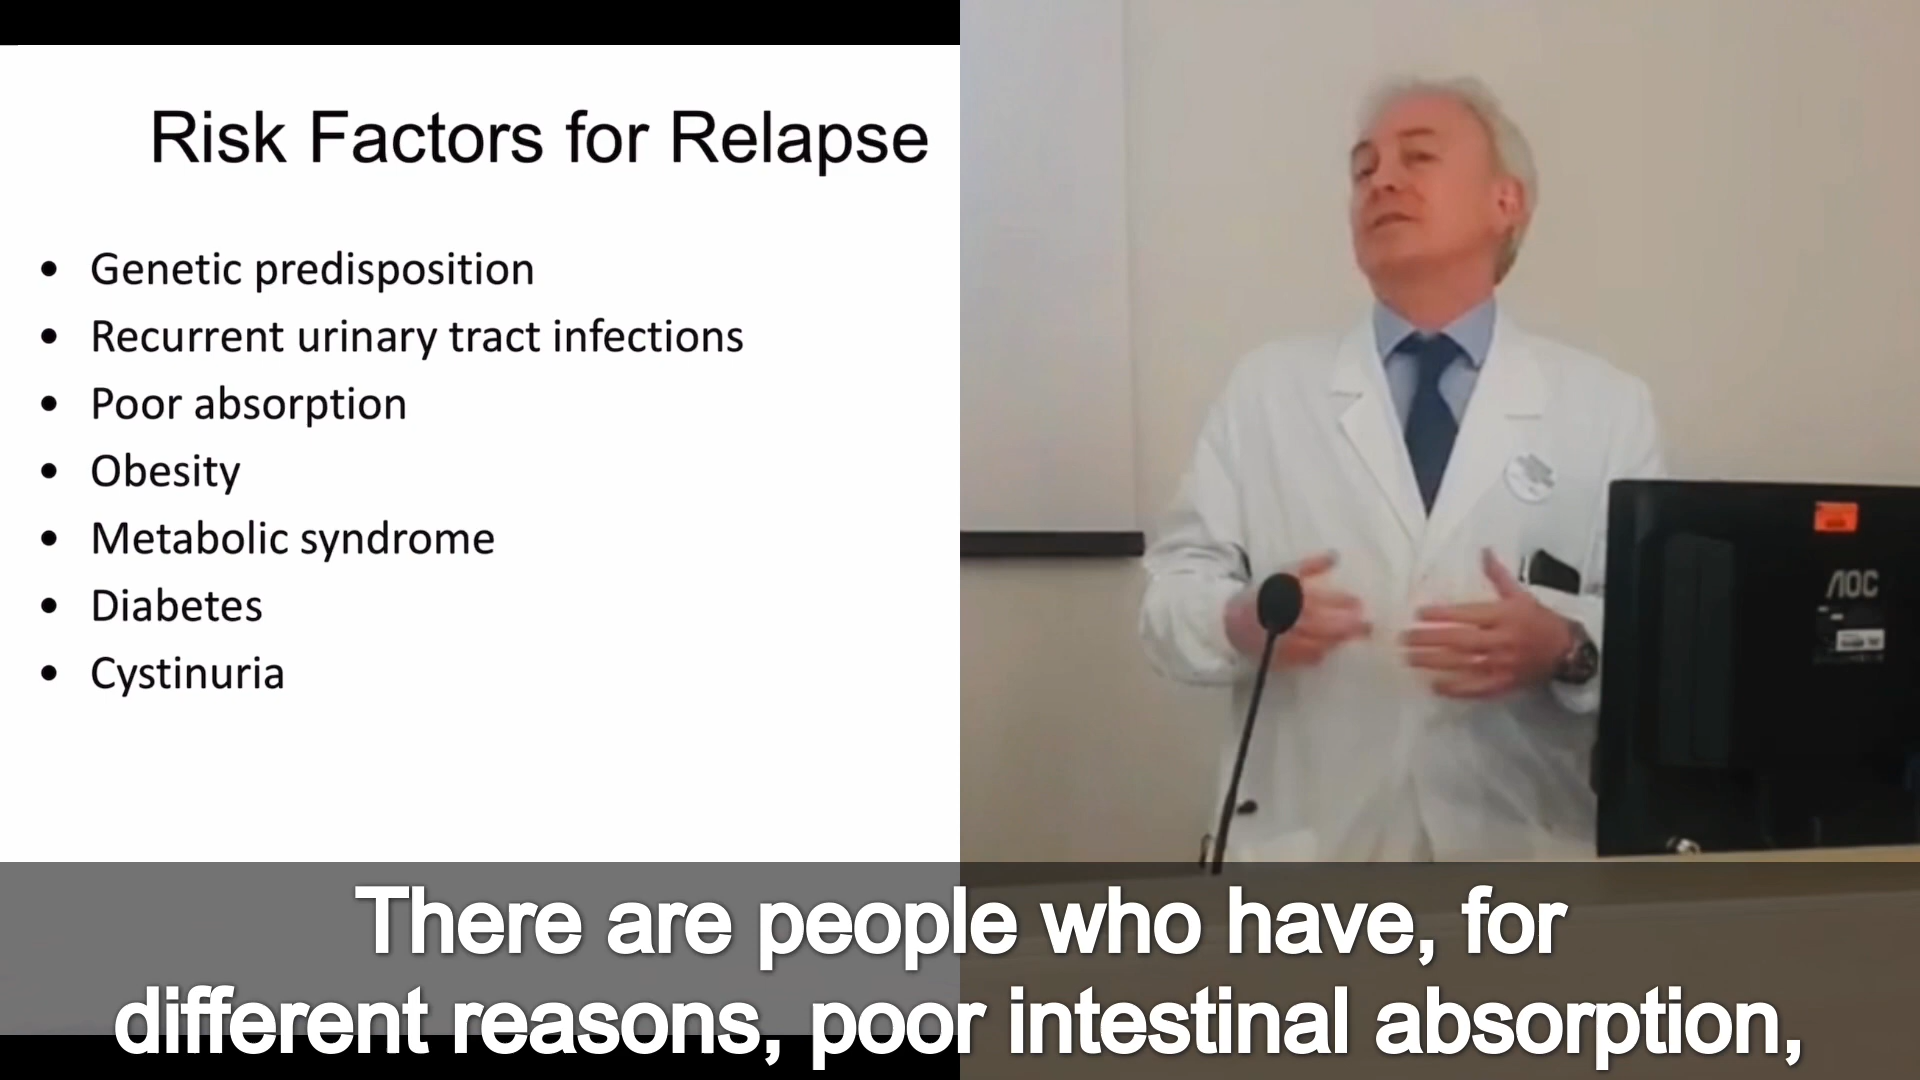 Risk Factors for Relapse
• Genetic predisposition
• Recurrent urinary tract infections
• Poor absorption
• Obesity
• Metabolic syndrome
• Diabetes
• Cystinuria
AOC
There are people who have, for
different reasons, poor intestinal absorption,